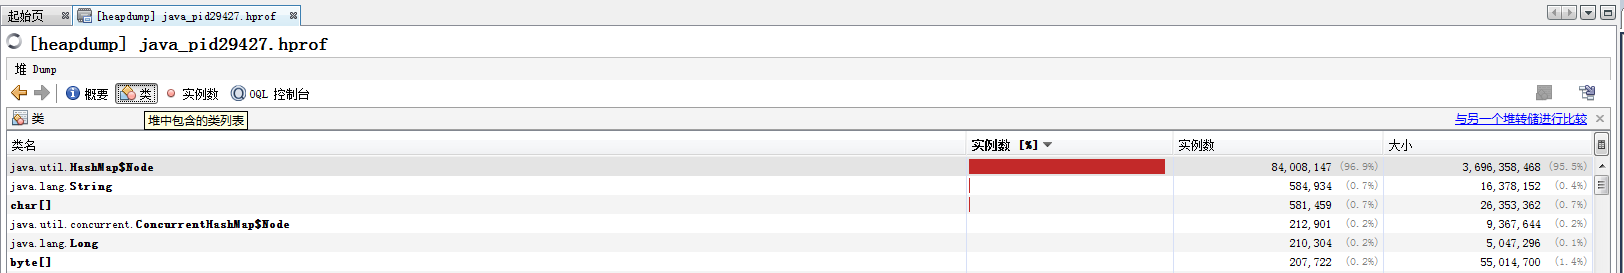 起始页 [heapdump] java_pid29427.hprof
[heapdump] java_pid29427.hprof
堆 Dump
概要 类 实例数 OQL 控制台
类 与另一个堆转储进行比较
堆中包含的类列表
类名 实例数 [%] 实例数 大小
java.util.HashMap$Node 84,008,147 (96.9%) 3,696,358,468 (95.5%)
java.lang.String 584,934 (0.7%) 16,378,152 (0.4%)
char[] 581,459 (0.7%) 26,353,362 (0.7%)
java.util.concurrent.ConcurrentHashMap$Node 212,901 (0.2%) 9,367,644 (0.2%)
java.lang.Long 210,304 (0.2%) 5,047,296 (0.1%)
byte[] 207,722 (0.2%) 55,014,700 (1.4%)